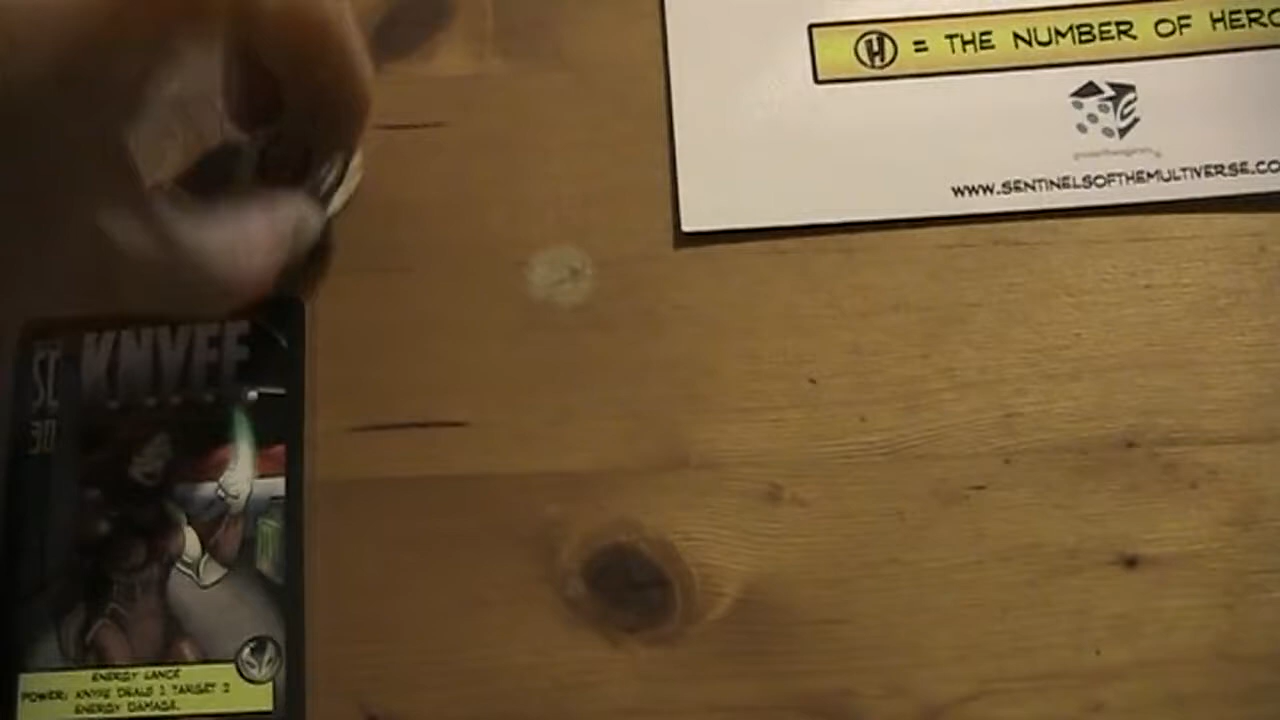 H = THE NUMBER OF HERO
WWW.SENTINELSOFTHEMULTIVERSE.CO
KNYFE
30
ENERGY LANCE
POWER: KNYFE DEALS 1 TARGET 2
ENERGY DAMAGE.